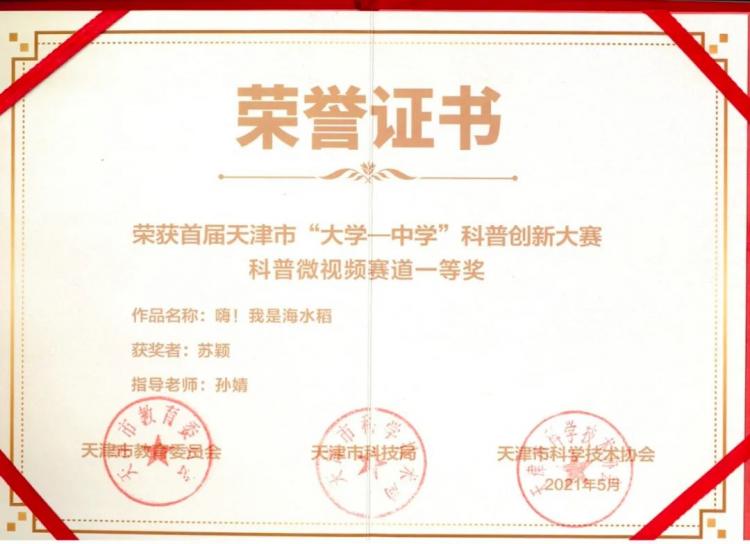 荣誉证书
荣获首届天津市“大学—中学”科普创新大赛
科普微视频赛道一等奖
作品名称：嗨！我是海水稻
获奖者：苏颖
指导老师：孙婧
天津市教育委员会
天津市科技局
天津市科学技术协会
2021年5月